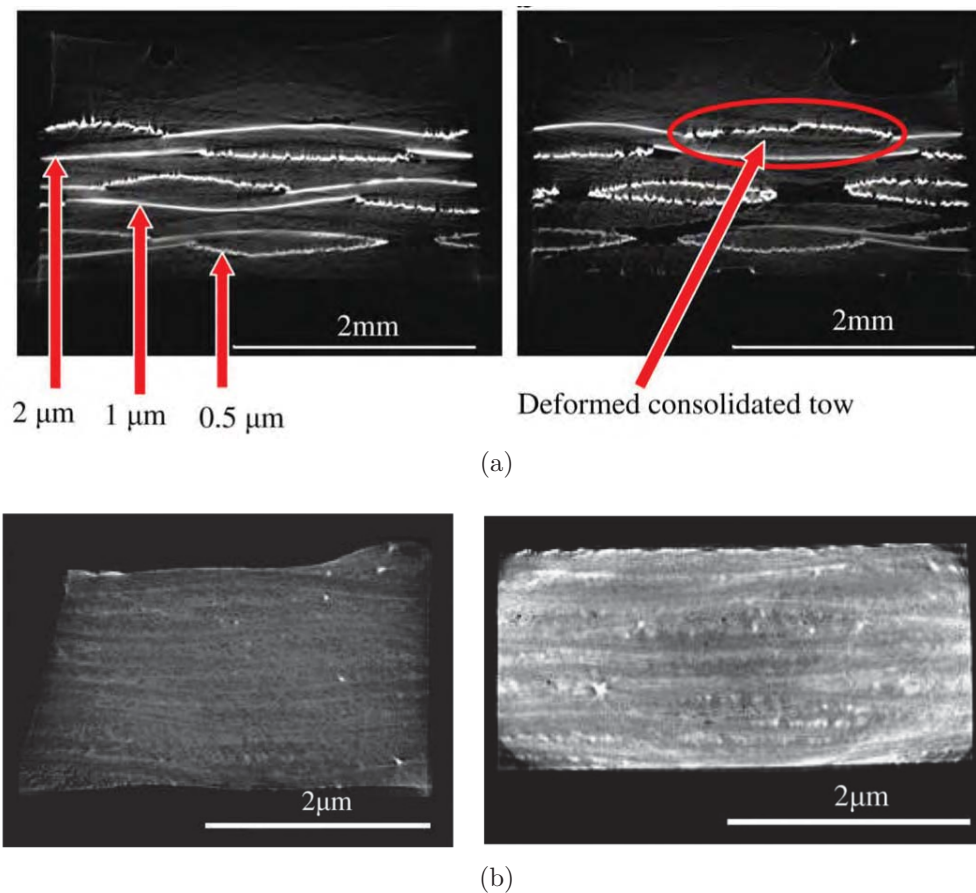 2mm
2mm
2 μm 1 μm 0.5 μm
Deformed consolidated tow
(a)
2μm
2μm
(b)